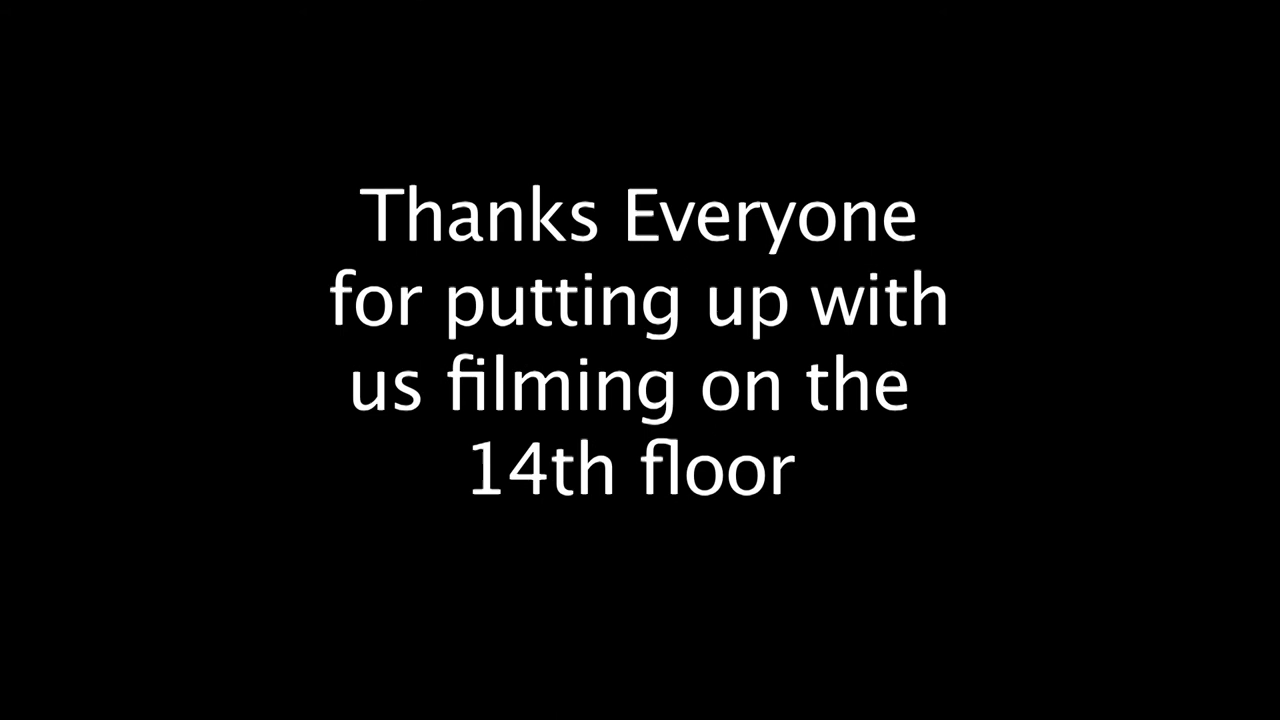 Thanks Everyone
for putting up with
us filming on the
14th floor